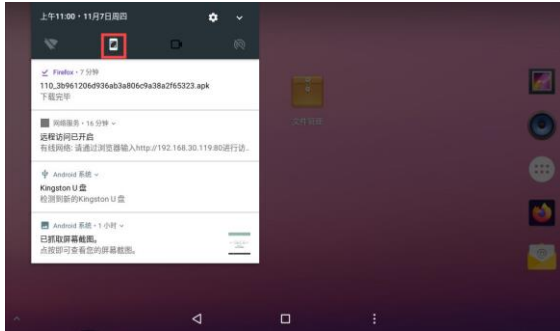 上午11:00 • 11月7日周四
Firefox • 7 分钟
110_3b961206d936ab3a806c9a38a2f65323.apk
下载完毕
网络服务 • 16 分钟
远程访问已开启
有线网络: 请通过浏览器输入http://192.168.30.119:80进行访..
Android 系统
Kingston U 盘
检测到新的Kingston U 盘
Android 系统 • 1 小时
已抓取屏幕截图。
点按即可查看您的屏幕截图。